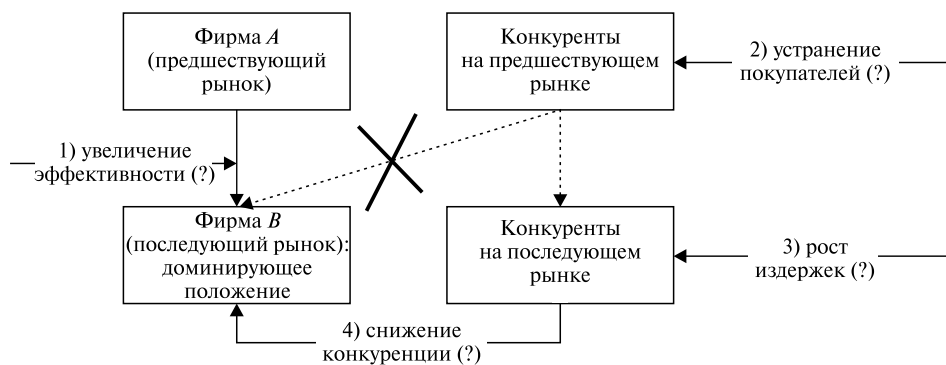 Фирма A
(предшествующий
рынок)
Конкуренты
на предшествующем
рынке
2) устранение
покупателей (?)
1) увеличение
эффективности (?)
Фирма B
(последующий рынок):
доминирующее
положение
Конкуренты
на последующем
рынке
3) рост
издержек (?)
4) снижение
конкуренции (?)